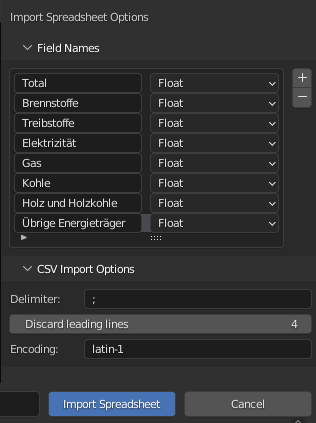 Import Spreadsheet Options
Field Names
Total Float
Brennstoffe Float
Treibstoffe Float
Elektrizität Float
Gas Float
Kohle Float
Holz und Holzkohle Float
Übrige Energieträger Float
CSV Import Options
Delimiter: ;
Discard leading lines 4
Encoding: latin-1
Import Spreadsheet Cancel